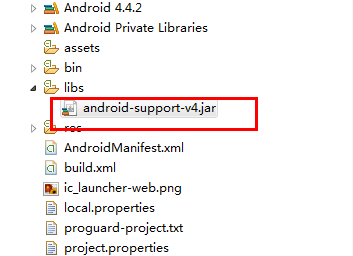 Android 4.4.2
Android Private Libraries
assets
bin
libs
android-support-v4.jar
res
AndroidManifest.xml
build.xml
ic_launcher-web.png
local.properties
proguard-project.txt
project.properties